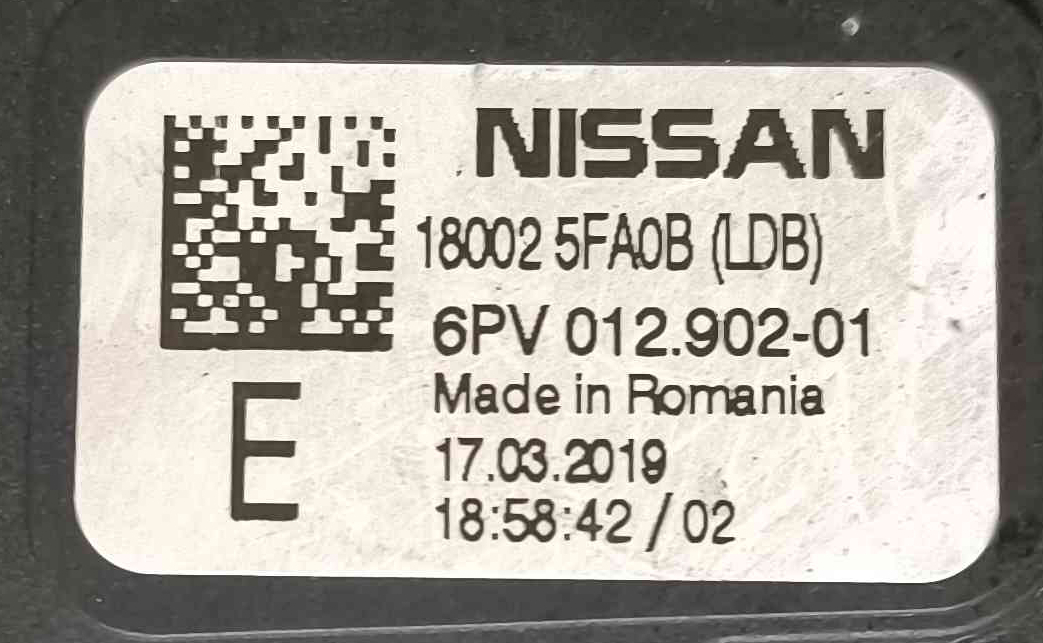 NISSAN
18002 5FA0B (LDB)
6PV 012.902-01
Made in Romania
17.03.2019
18:58:42 / 02
E